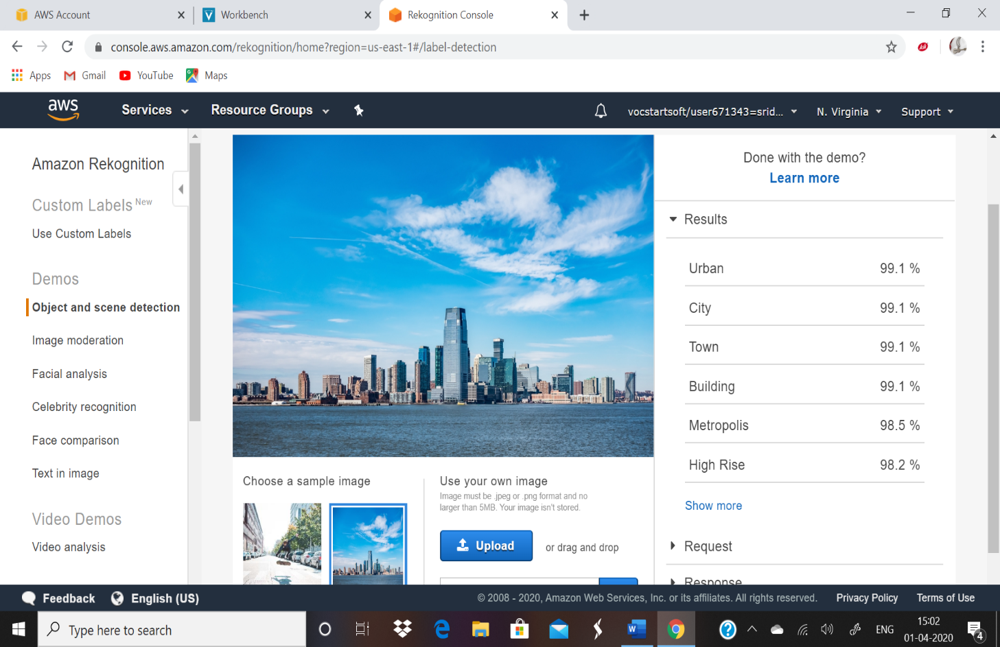 AWS Account
Workbench
Rekognition Console
console.aws.amazon.com/rekognition/home?region=us-east-1#/label-detection
Apps
Gmail
YouTube
Maps
aws
Services
Resource Groups
vocstartsoft/user671343=srid...
N. Virginia
Support
Amazon Rekognition
Custom Labels New
Use Custom Labels
Demos
Object and scene detection
Image moderation
Facial analysis
Celebrity recognition
Face comparison
Text in image
Video Demos
Video analysis
Choose a sample image
Use your own image
Image must be .jpeg or .png format and no
larger than 5MB. Your image isn't stored.
Upload
or drag and drop
Done with the demo?
Learn more
Results
Urban 99.1 %
City 99.1 %
Town 99.1 %
Building 99.1 %
Metropolis 98.5 %
High Rise 98.2 %
Show more
Request
Response
Feedback
English (US)
© 2008 - 2020, Amazon Web Services, Inc. or its affiliates. All rights reserved.
Privacy Policy
Terms of Use
Type here to search
ENG
15:02
01-04-2020
4